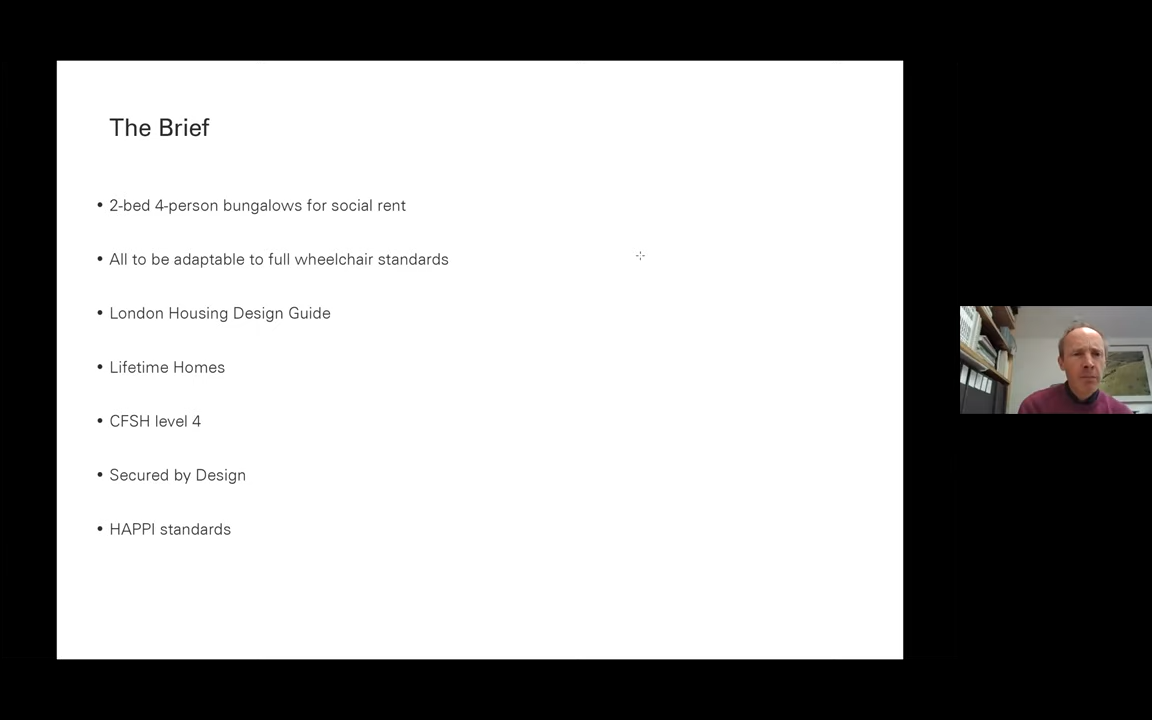 The Brief
• 2-bed 4-person bungalows for social rent
• All to be adaptable to full wheelchair standards
• London Housing Design Guide
• Lifetime Homes
• CFSH level 4
• Secured by Design
• HAPPI standards